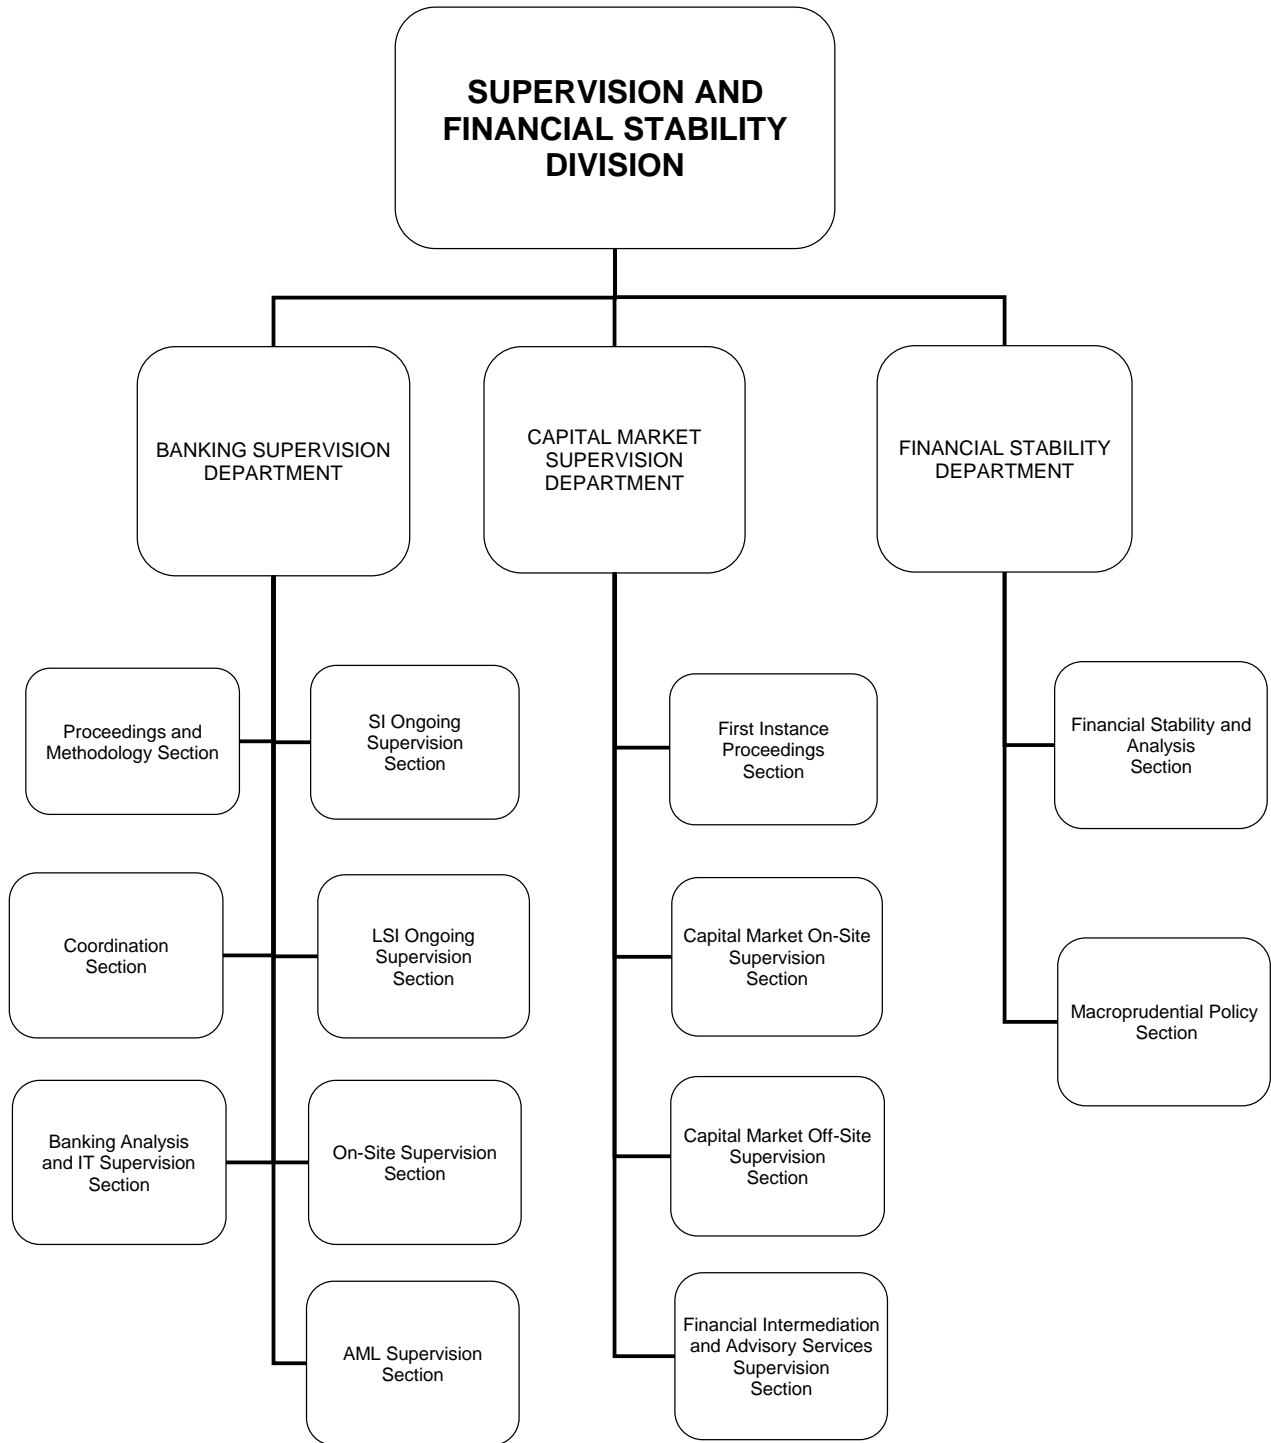 SUPERVISION AND
FINANCIAL STABILITY
DIVISION
BANKING SUPERVISION
DEPARTMENT
CAPITAL MARKET
SUPERVISION
DEPARTMENT
FINANCIAL STABILITY
DEPARTMENT
Proceedings and
Methodology Section
SI Ongoing
Supervision
Section
First Instance
Proceedings
Section
Financial Stability and
Analysis
Section
Coordination
Section
LSI Ongoing
Supervision
Section
Capital Market On-Site
Supervision
Section
Macroprudential Policy
Section
Banking Analysis
and IT Supervision
Section
On-Site Supervision
Section
Capital Market Off-Site
Supervision
Section
AML Supervision
Section
Financial Intermediation
and Advisory Services
Supervision
Section